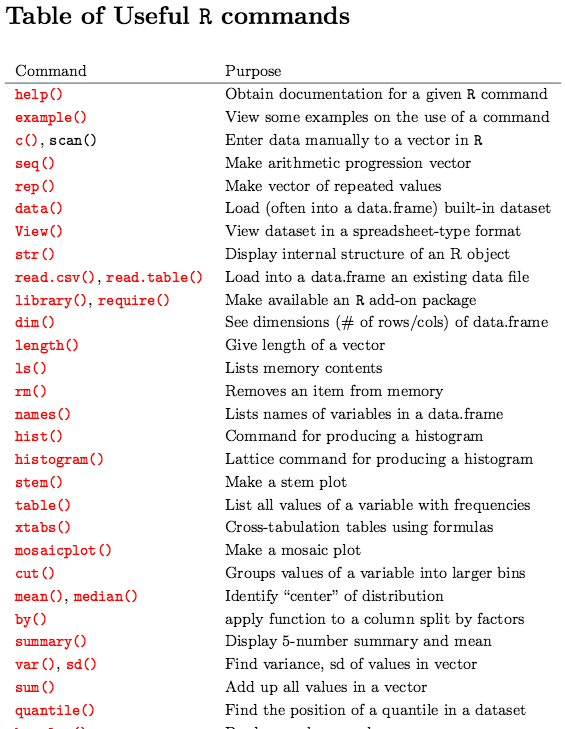 Table of Useful R commands
Command Purpose
help() Obtain documentation for a given R command
example() View some examples on the use of a command
c(), scan() Enter data manually to a vector in R
seq() Make arithmetic progression vector
rep() Make vector of repeated values
data() Load (often into a data.frame) built-in dataset
View() View dataset in a spreadsheet-type format
str() Display internal structure of an R object
read.csv(), read.table() Load into a data.frame an existing data file
library(), require() Make available an R add-on package
dim() See dimensions (# of rows/cols) of data.frame
length() Give length of a vector
ls() Lists memory contents
rm() Removes an item from memory
names() Lists names of variables in a data.frame
hist() Command for producing a histogram
histogram() Lattice command for producing a histogram
stem() Make a stem plot
table() List all values of a variable with frequencies
xtabs() Cross-tabulation tables using formulas
mosaicplot() Make a mosaic plot
cut() Groups values of a variable into larger bins
mean(), median() Identify “center” of distribution
by() apply function to a column split by factors
summary() Display 5-number summary and mean
var(), sd() Find variance, sd of values in vector
sum() Add up all values in a vector
quantile() Find the position of a quantile in a dataset